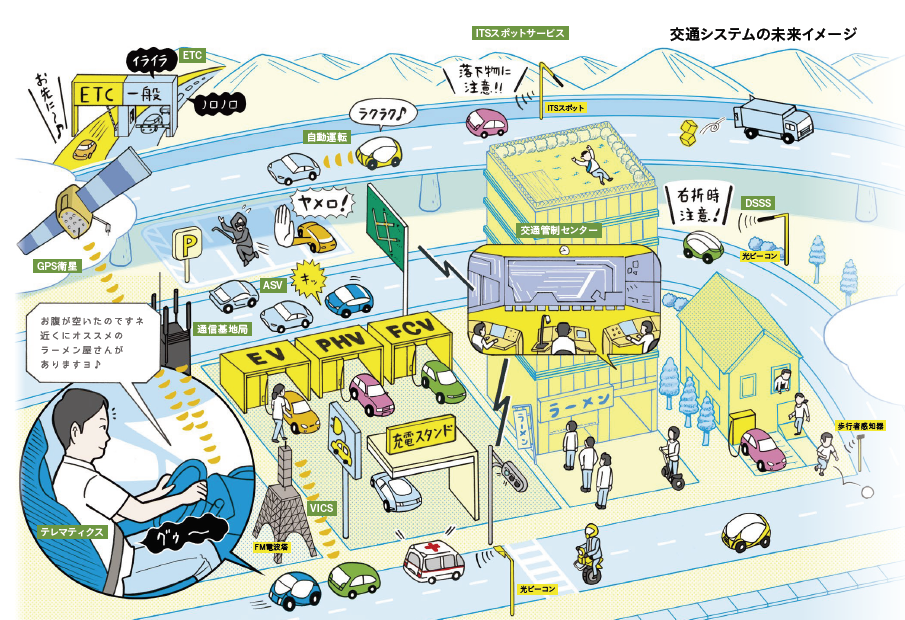 交通システムの未来イメージ
ITSスポットサービス
ETC
イライラ
お先に〜♪
ETC
一般
ノロノロ
落下物に
注意!!
ITSスポット
ラクラク♪
自動運転
右折時
注意!
DSSS
光ビーコン
ヤメロ!
P
GPS衛星
交通管制センター
ASV
キッ
通信基地局
お腹が空いたのですネ
近くにオススメの
ラーメン屋さんが
ありますヨ♪
EV
PHV
FCV
ラーメン
ラーメン
充電スタンド
歩行者感知器
テレマティクス
グゥ〜〜
VICS
FM電波塔
光ビーコン